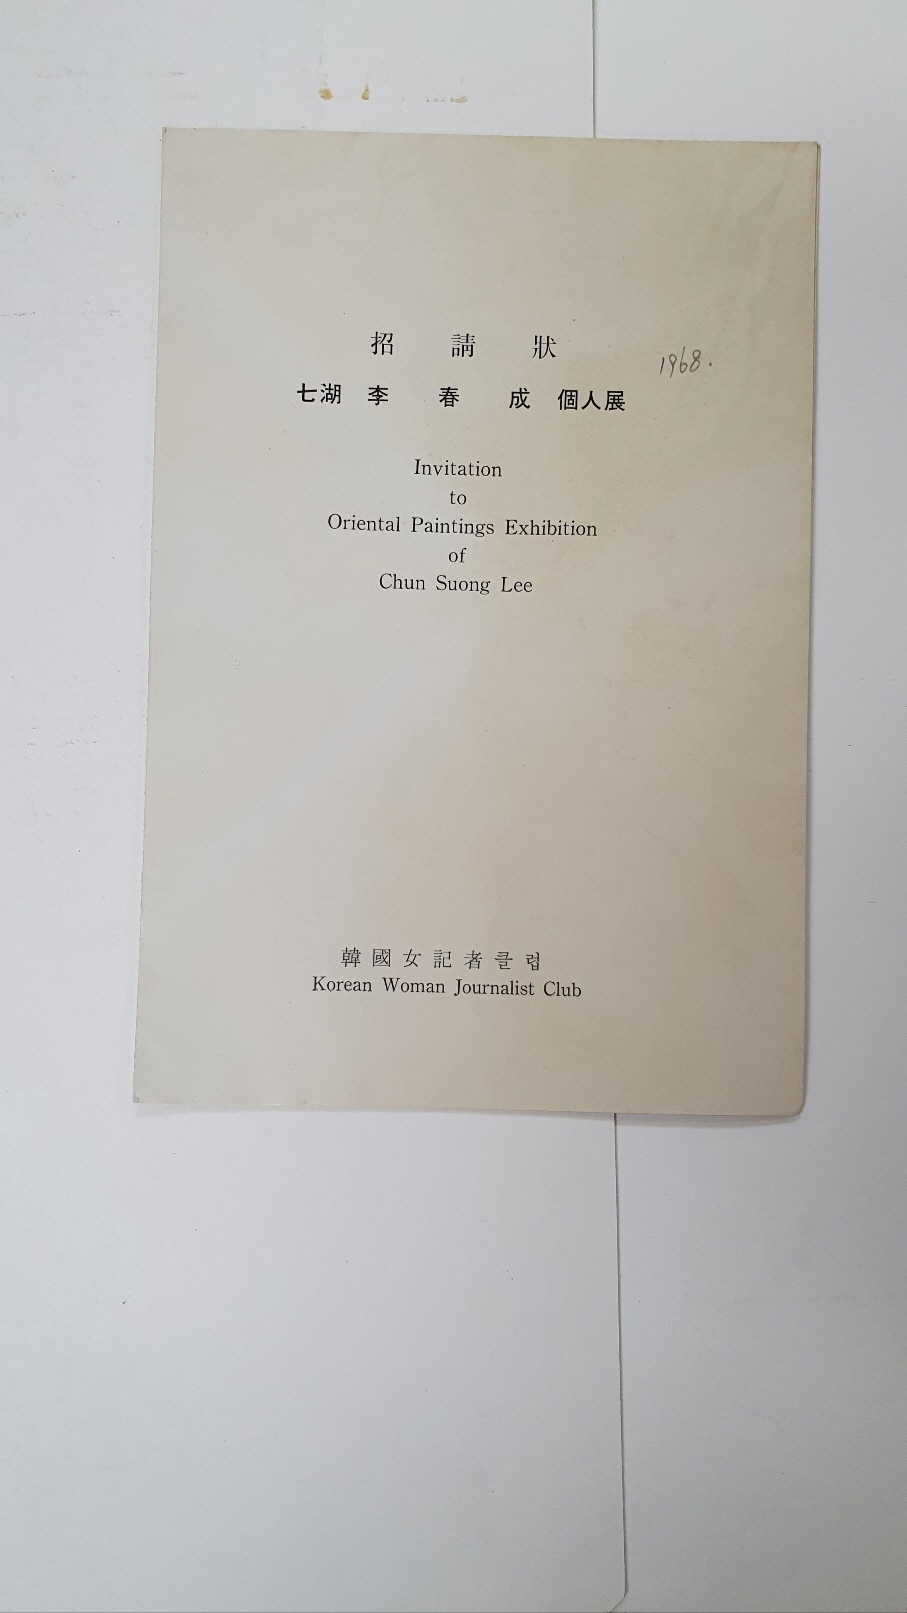 招 請 狀
1968.
七湖 李 春 成 個人展
Invitation
to
Oriental Paintings Exhibition
of
Chun Suong Lee
韓國女記者클럽
Korean Woman Journalist Club